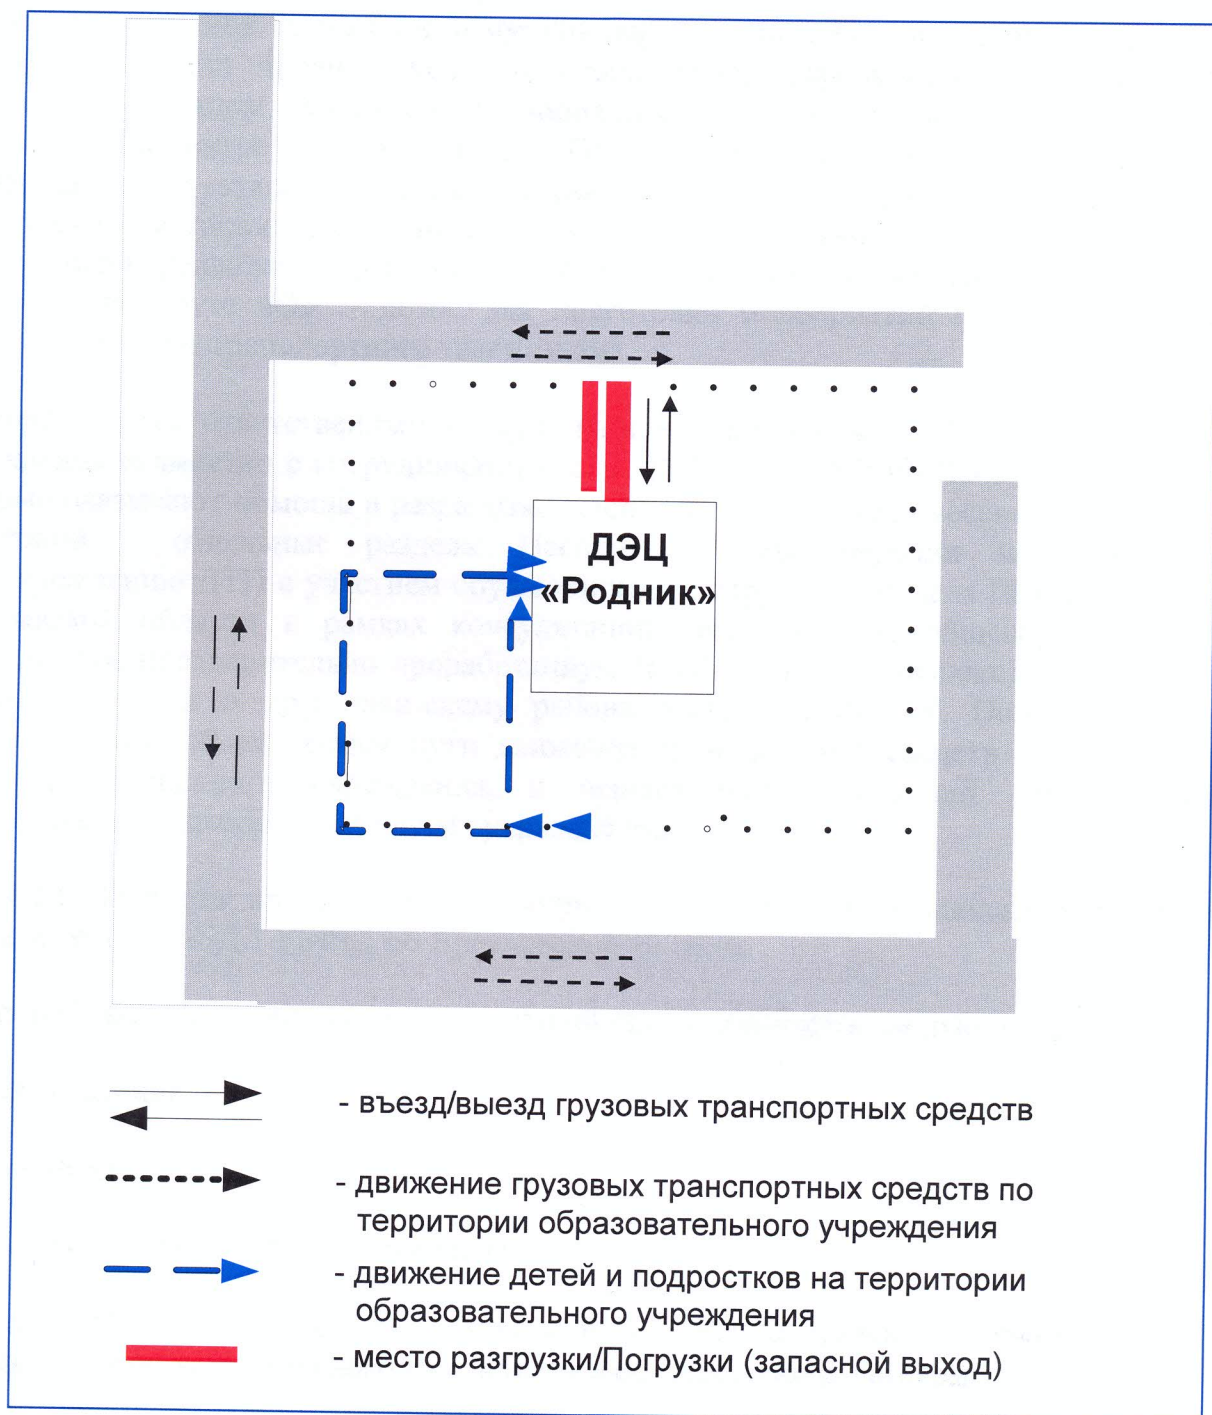 ДЭЦ
«Родник»
- въезд/выезд грузовых транспортных средств
- движение грузовых транспортных средств по
территории образовательного учреждения
- движение детей и подростков на территории
образовательного учреждения
- место разгрузки/Погрузки (запасной выход)